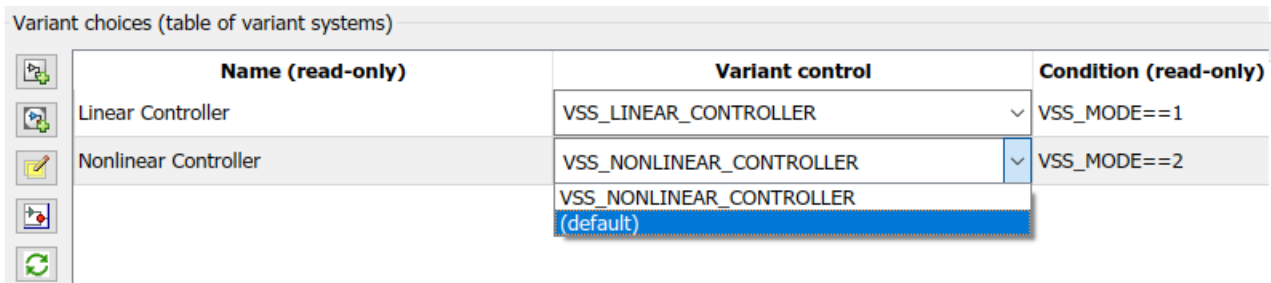 Variant choices (table of variant systems)
Name (read-only) Variant control Condition (read-only)
Linear Controller VSS_LINEAR_CONTROLLER VSS_MODE==1
Nonlinear Controller VSS_NONLINEAR_CONTROLLER VSS_MODE==2
VSS_NONLINEAR_CONTROLLER
(default)